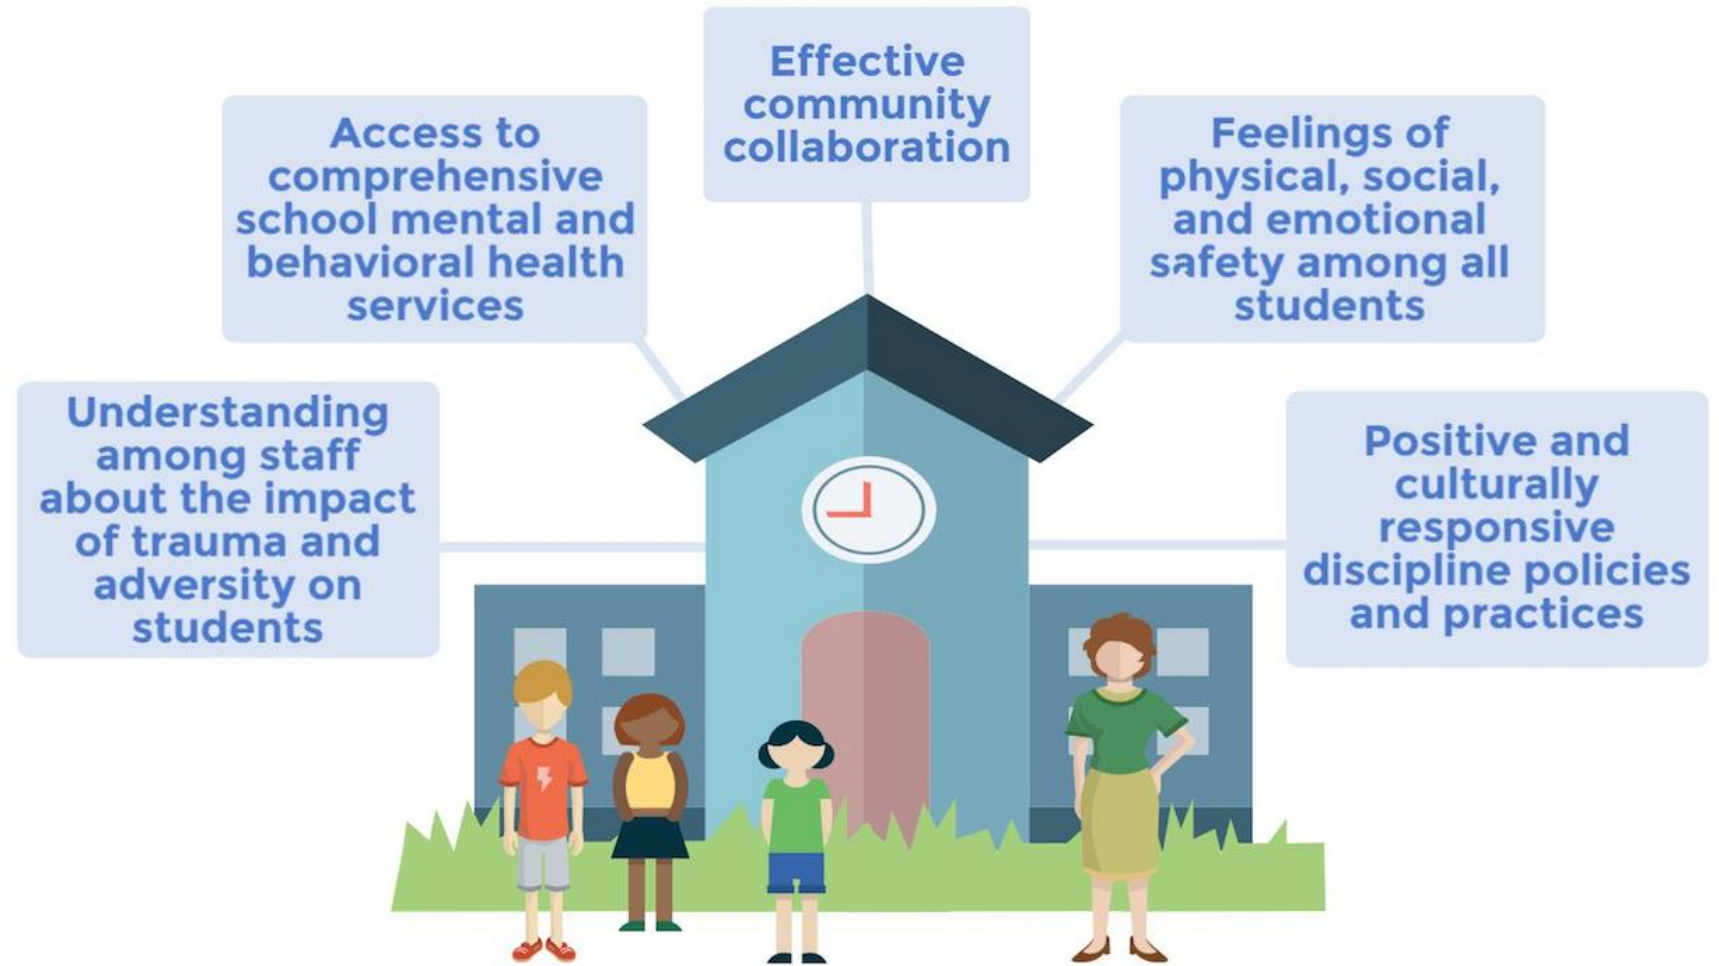 Effective
community
collaboration
Access to
comprehensive
school mental and
behavioral health
services
Feelings of
physical, social,
and emotional
safety among all
students
Understanding
among staff
about the impact
of trauma and
adversity on
students
Positive and
culturally
responsive
discipline policies
and practices